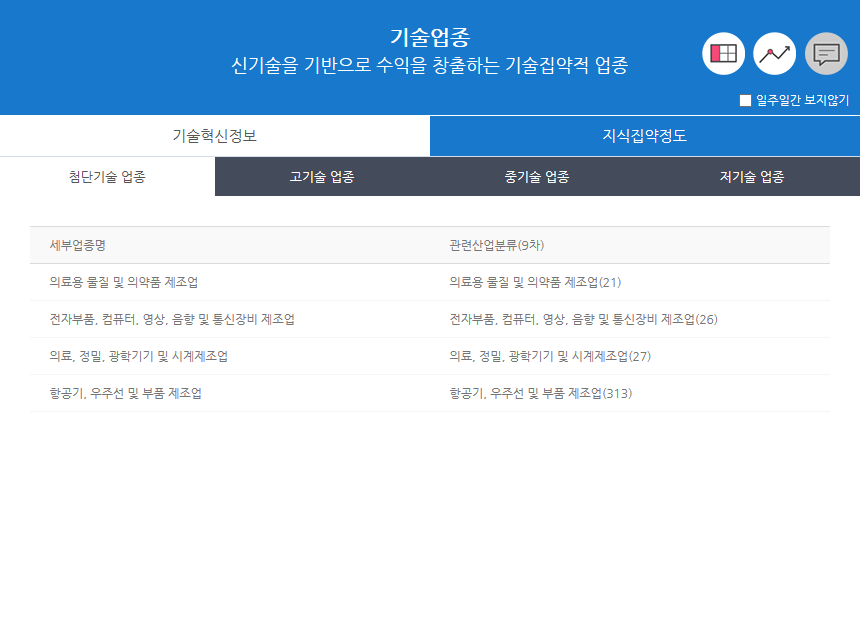 기술업종
신기술을 기반으로 수익을 창출하는 기술집약적 업종
일주일간 보지않기
기술혁신정보 지식집약정도
첨단기술 업종 고기술 업종 중기술 업종 저기술 업종
세부업종명 관련산업분류(9차)
의료용 물질 및 의약품 제조업 의료용 물질 및 의약품 제조업(21)
전자부품, 컴퓨터, 영상, 음향 및 통신장비 제조업 전자부품, 컴퓨터, 영상, 음향 및 통신장비 제조업(26)
의료, 정밀, 광학기기 및 시계제조업 의료, 정밀, 광학기기 및 시계제조업(27)
항공기, 우주선 및 부품 제조업 항공기, 우주선 및 부품 제조업(313)